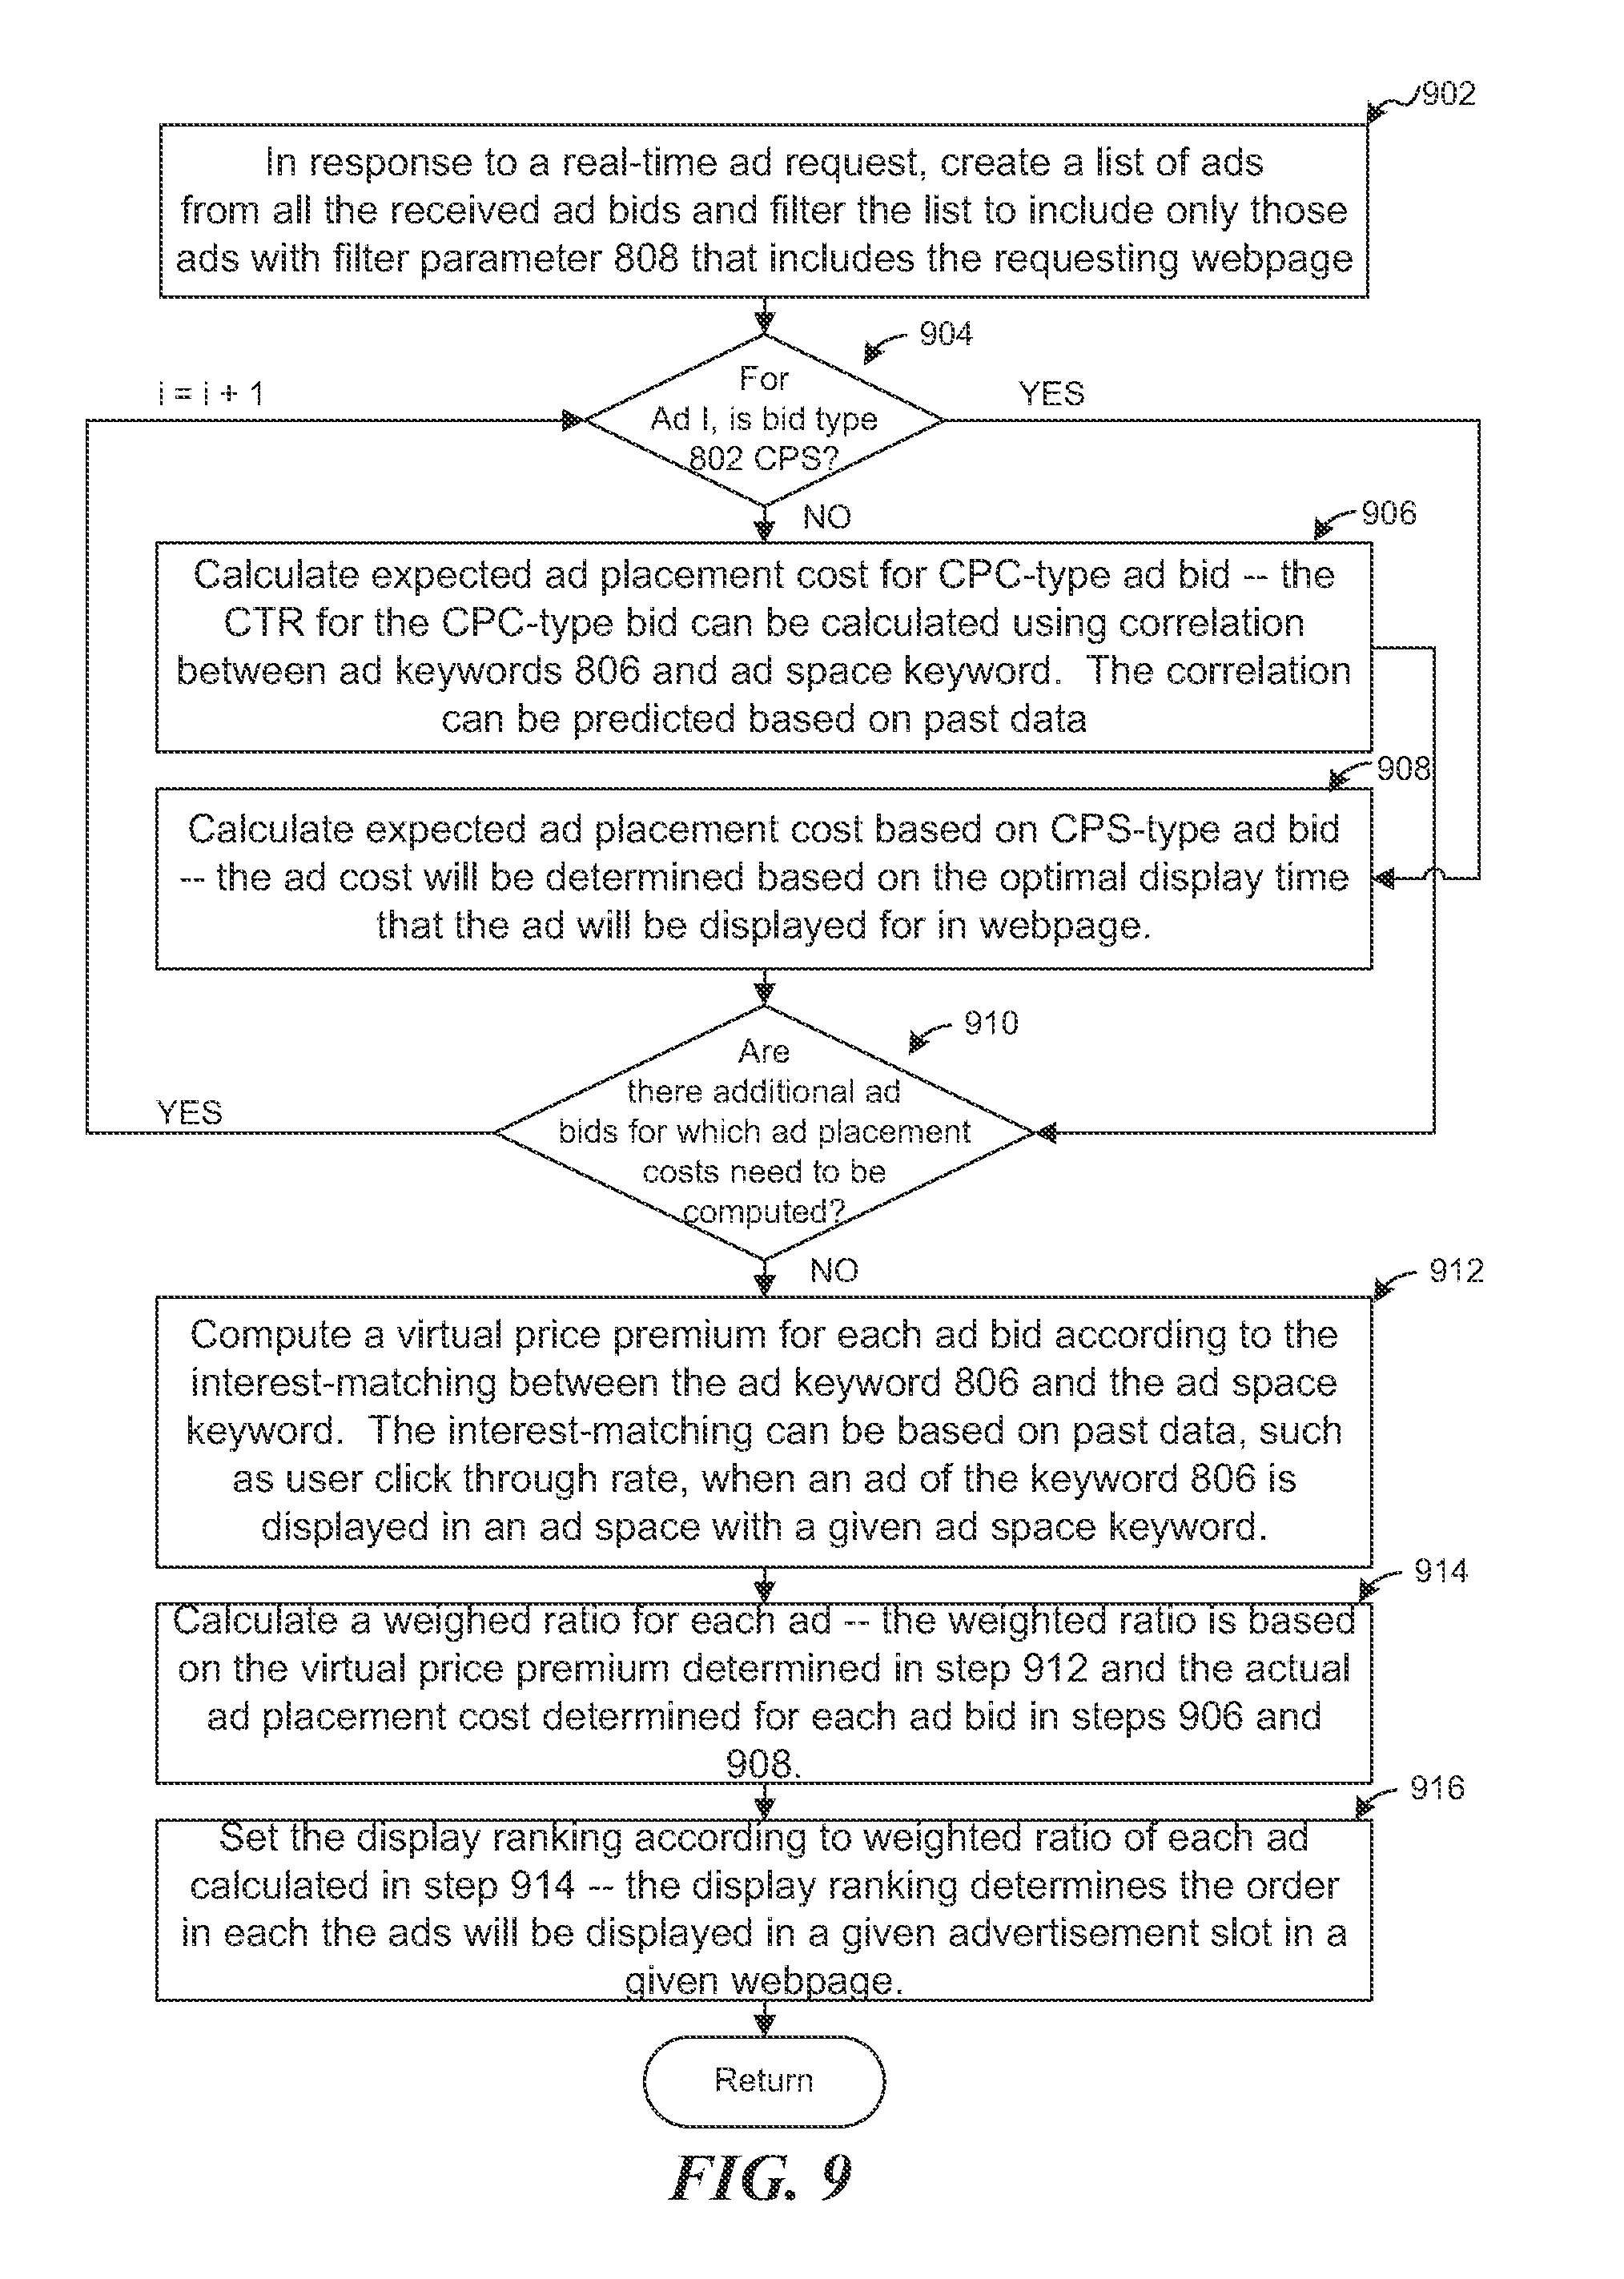 902
In response to a real-time ad request, create a list of ads
from all the received ad bids and filter the list to include only those
ads with filter parameter 808 that includes the requesting webpage
904
i = i + 1
YES
For
Ad I, is bid type
802 CPS?
NO
906
Calculate expected ad placement cost for CPC-type ad bid -- the
CTR for the CPC-type bid can be calculated using correlation
between ad keywords 806 and ad space keyword.  The correlation
can be predicted based on past data
908
Calculate expected ad placement cost based on CPS-type ad bid
-- the ad cost will be determined based on the optimal display time
that the ad will be displayed for in webpage.
910
Are
there additional ad
bids for which ad placement
costs need to be
computed?
YES
NO
912
Compute a virtual price premium for each ad bid according to the
interest-matching between the ad keyword 806 and the ad space
keyword.  The interest-matching can be based on past data, such
as user click through rate, when an ad of the keyword 806 is
displayed in an ad space with a given ad space keyword.
914
Calculate a weighed ratio for each ad -- the weighted ratio is based
on the virtual price premium determined in step 912 and the actual
ad placement cost determined for each ad bid in steps 906 and
908.
916
Set the display ranking according to weighted ratio of each ad
calculated in step 914 -- the display ranking determines the order
in each the ads will be displayed in a given advertisement slot in a
given webpage.
Return
FIG. 9